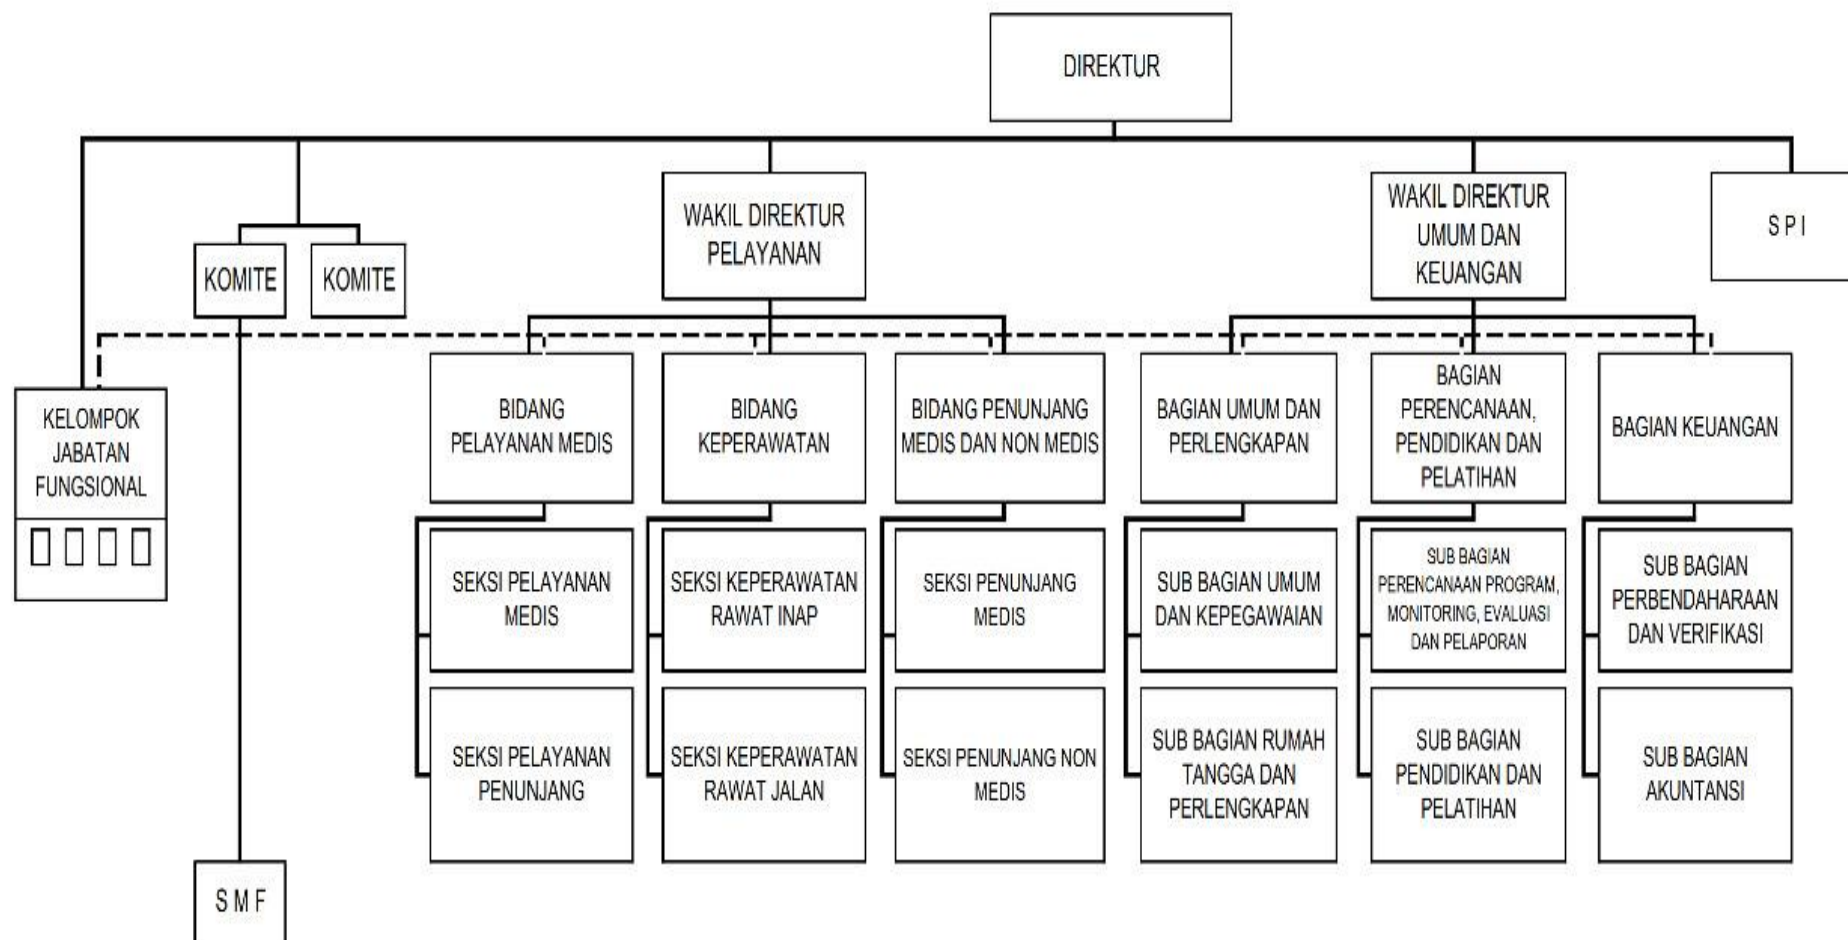 DIREKTUR
WAKIL DIREKTUR
PELAYANAN
WAKIL DIREKTUR
UMUM DAN
KEUANGAN
S P I
KOMITE
KOMITE
KELOMPOK
JABATAN
FUNGSIONAL
BIDANG
PELAYANAN MEDIS
BIDANG
KEPERAWATAN
BIDANG PENUNJANG
MEDIS DAN NON MEDIS
BAGIAN UMUM DAN
PERLENGKAPAN
BAGIAN
PERENCANAAN,
PENDIDIKAN DAN
PELATIHAN
BAGIAN KEUANGAN
SEKSI PELAYANAN
MEDIS
SEKSI KEPERAWATAN
RAWAT INAP
SEKSI PENUNJANG
MEDIS
SUB BAGIAN UMUM
DAN KEPEGAWAIAN
SUB BAGIAN
PERENCANAAN PROGRAM,
MONITORING, EVALUASI
DAN PELAPORAN
SUB BAGIAN
PERBENDAHARAAN
DAN VERIFIKASI
SEKSI PELAYANAN
PENUNJANG
SEKSI KEPERAWATAN
RAWAT JALAN
SEKSI PENUNJANG NON
MEDIS
SUB BAGIAN RUMAH
TANGGA DAN
PERLENGKAPAN
SUB BAGIAN
PENDIDIKAN DAN
PELATIHAN
SUB BAGIAN
AKUNTANSI
S M F